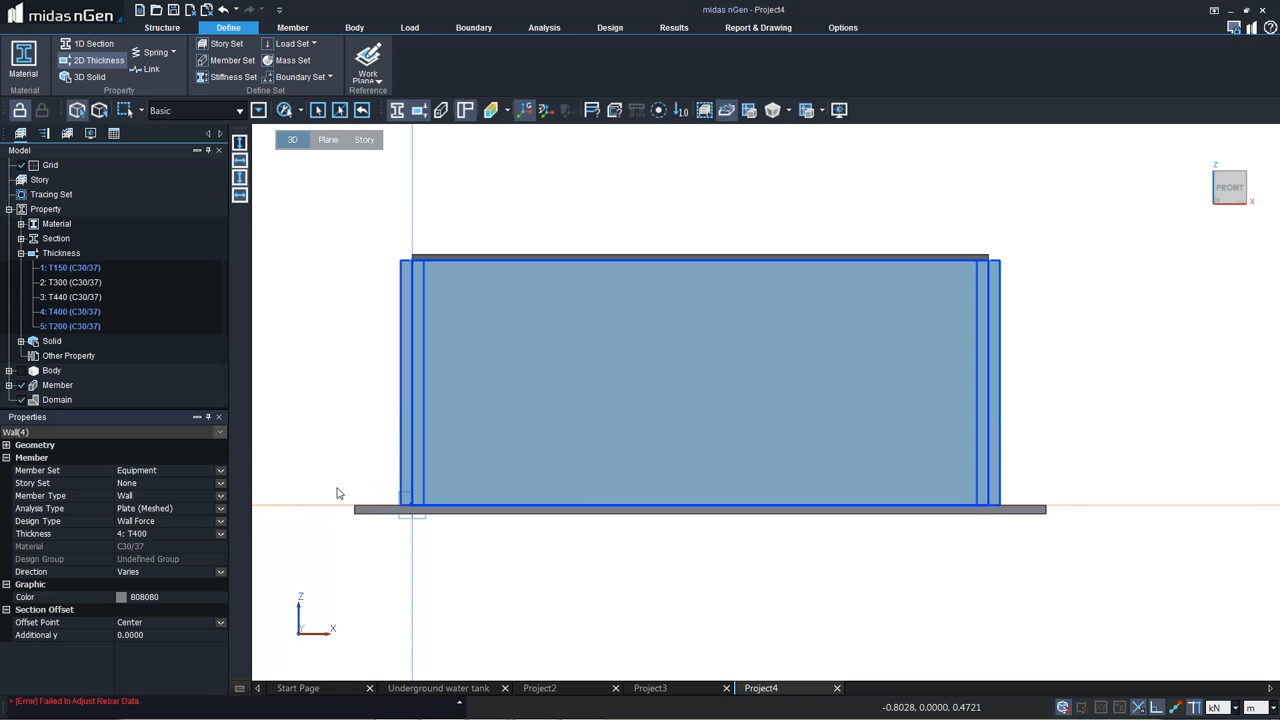 midas nGen
midas nGen - Project4
Structure Define Member Body Load Boundary Analysis Design Results Report & Drawing Options
Material
1D Section
2D Thickness
3D Solid
Spring
Link
Story Set
Member Set
Stiffness Set
Load Set
Mass Set
Boundary Set
Work
Plane
Material Property Define Set Reference
Basic
Model
3D Plane Story
Grid
Story
Tracing Set
Property
Material
Section
Thickness
1: T150 (C30/37)
2: T300 (C30/37)
3: T440 (C30/37)
4: T400 (C30/37)
5: T200 (C30/37)
Solid
Other Property
Body
Member
Domain
Properties
Wall(4)
Geometry
Member
Member Set Equipment
Story Set None
Member Type Wall
Analysis Type Plate (Meshed)
Design Type Wall Force
Thickness 4: T400
Material C30/37
Design Group Undefined Group
Direction Varies
Graphic
Color 808080
Section Offset
Offset Point Center
Additional y 0.0000
Z
FRONT
X
Z
Y
X
Start Page Underground water tank Project2 Project3 Project4
> [Error] Failed to Adjust Rebar Data.
-0.8028, 0.0000, 0.4721
kN m